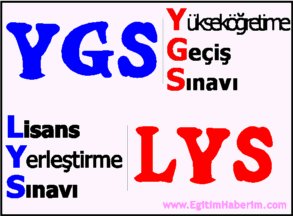 YGS
Yükseköğretime
Geçiş
Sınavı
Lisans
Yerleştirme
Sınavı
LYS
www.EgitimHaberim.com